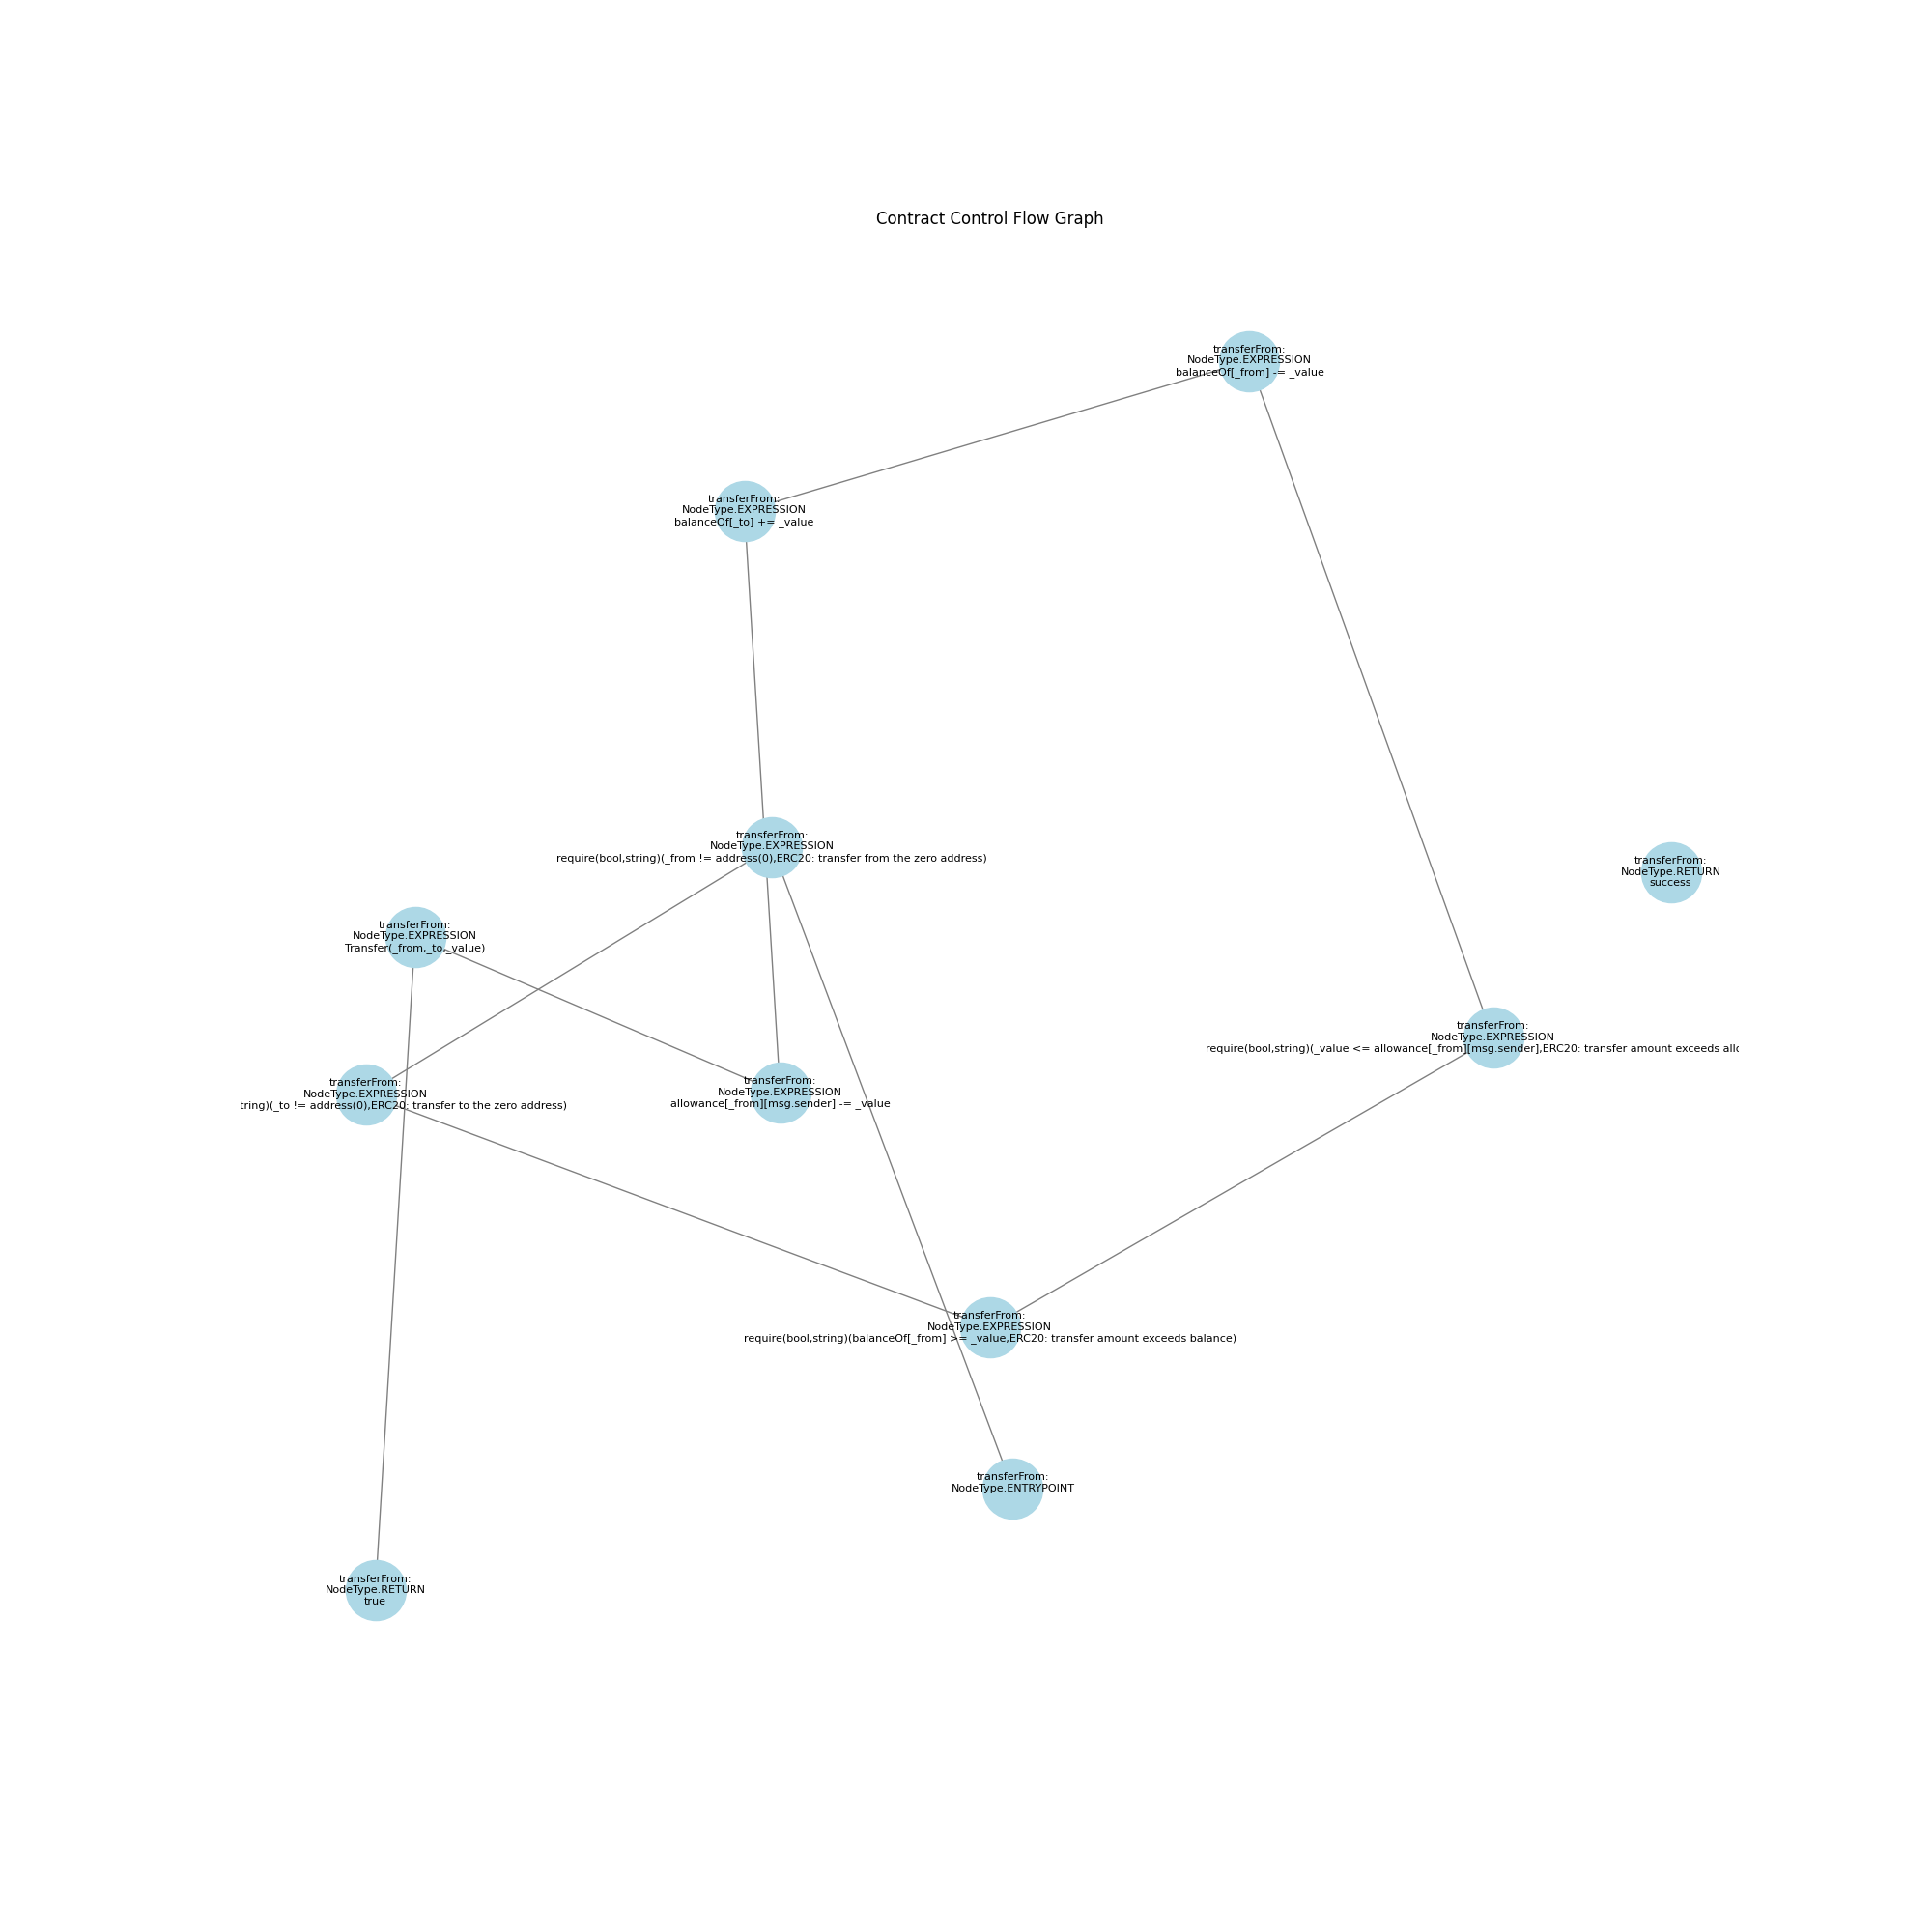 Contract Control Flow Graph
transferFrom:
NodeType.EXPRESSION
balanceOf[_from] -= _value
transferFrom:
NodeType.EXPRESSION
balanceOf[_to] += _value
transferFrom:
NodeType.EXPRESSION
require(bool,string)(_from != address(0),ERC20: transfer from the zero address)
transferFrom:
NodeType.RETURN
success
transferFrom:
NodeType.EXPRESSION
Transfer(_from,_to,_value)
transferFrom:
NodeType.EXPRESSION
require(bool,string)(_value <= allowance[_from][msg.sender],ERC20: transfer amount exceeds
transferFrom:
NodeType.EXPRESSION
tring)(_to != address(0),ERC20: transfer to the zero address)
transferFrom:
NodeType.EXPRESSION
allowance[_from][msg.sender] -= _value
transferFrom:
NodeType.EXPRESSION
require(bool,string)(balanceOf[_from] >= _value,ERC20: transfer amount exceeds balance)
transferFrom:
NodeType.ENTRYPOINT
transferFrom:
NodeType.RETURN
true